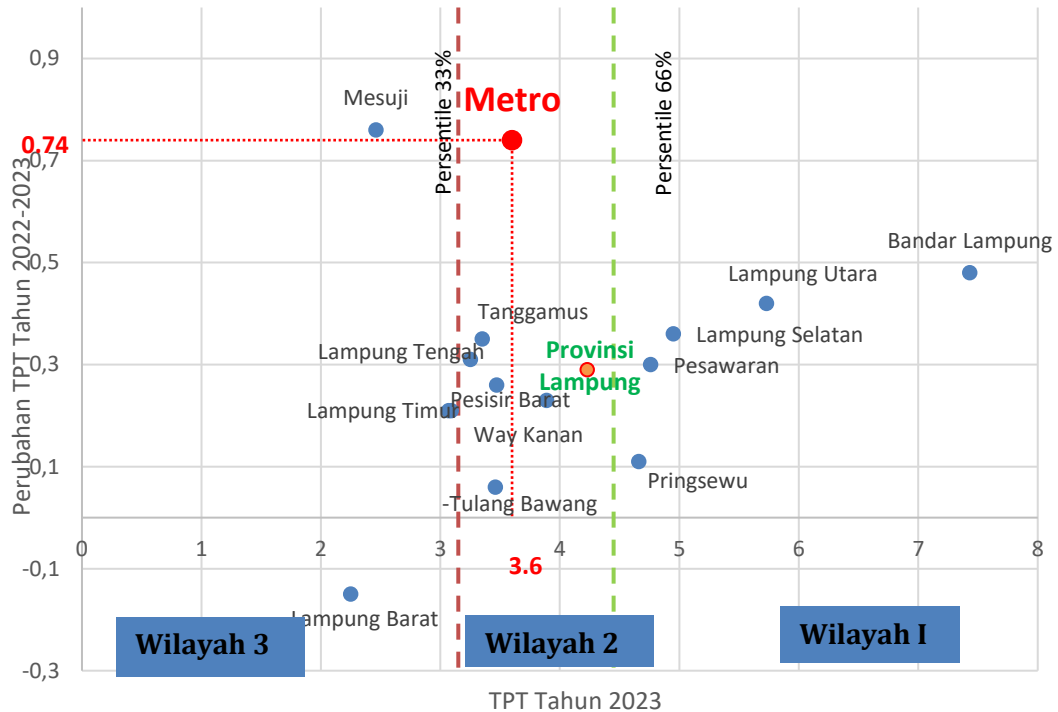 0,9
0,7
0,5
0,3
0,1
-0,1
-0,3
0.74
Perubahan TPT Tahun 2022-2023
Persentile 33%
Persentile 66%
Mesuji
Metro
Bandar Lampung
Lampung Utara
Tanggamus
Lampung Selatan
Lampung Tengah
Provinsi
Lampung
Pesawaran
Pesisir Barat
Lampung Timur
Way Kanan
Pringsewu
-Tulang Bawang
0 1 2 3 4 5 6 7 8
3.6
Lampung Barat
Wilayah 3
Wilayah 2
Wilayah I
TPT Tahun 2023